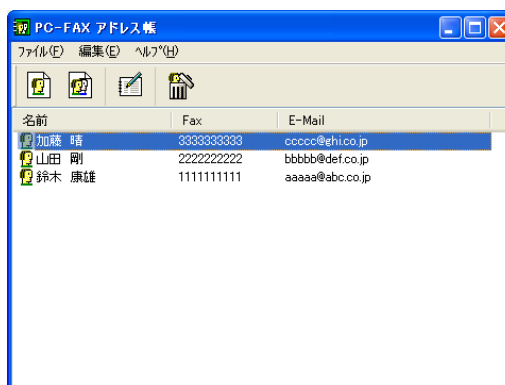 PC-FAX アドレス帳
ファイル(F) 編集(E) ヘルプ(H)
名前 Fax E-Mail
加藤 晴 3333333333 ccccc@ghi.co.jp
山田 剛 2222222222 bbbbb@def.co.jp
鈴木 康雄 1111111111 aaaaa@abc.co.jp